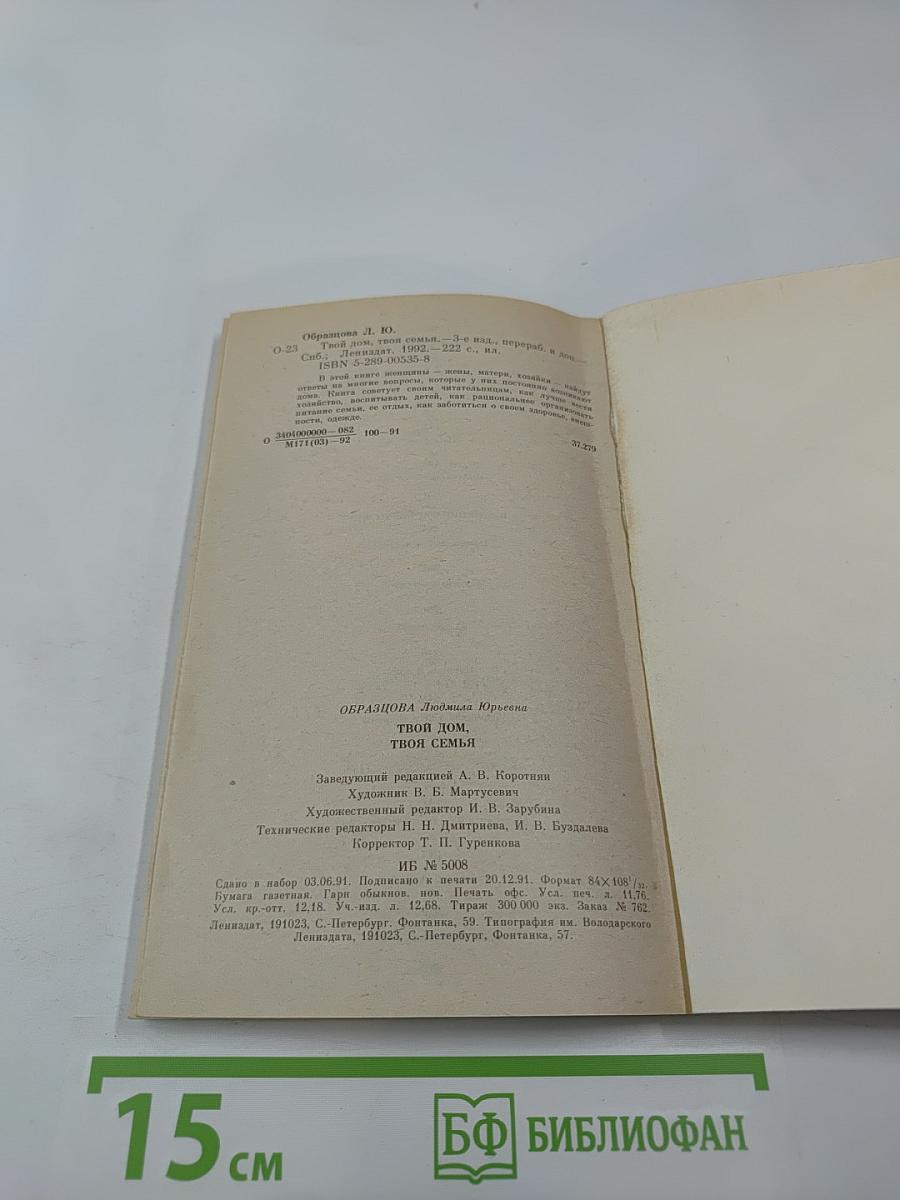 Образцова Л. Ю.
О-23 Твой дом, твоя семья.—3-е изд., перераб. и доп.—
Спб.; Лениздат, 1992.—222 с., ил.
ISBN 5-289-00535-8
В этой книге женщины — жены, матери, хозяйки — найдут
ответы на многие вопросы, которые у них постоянно возникают
дома. Книга советует своим читательницам, как лучше вести
хозяйство, воспитывать детей, как рациональнее организовать
питание семьи, ее отдых, как заботиться о своем здоровье, внеш-
ности, одежде.
О 3404000000—082 100—91
М171(03)—92
37.279
ОБРАЗЦОВА Людмила Юрьевна
ТВОЙ ДОМ,
ТВОЯ СЕМЬЯ
Заведующий редакцией А. В. Коротнян
Художник В. Б. Мартусевич
Художественный редактор И. В. Зарубина
Технические редакторы Н. Н. Дмитриева, И. В. Буздалева
Корректор Т. П. Гуренкова
ИБ № 5008
Сдано в набор 03.06.91. Подписано к печати 20.12.91. Формат 84×108¹/₃₂.
Бумага газетная. Гарн обыкнов. нов. Печать офс. Усл. печ. л. 11,76.
Усл. кр.-отт. 12,18. Уч.-изд. л. 12,68. Тираж 300 000 экз. Заказ № 762.
Лениздат, 191023, С.-Петербург. Фонтанка, 59. Типография им. Володарского
Лениздата, 191023, С.-Петербург, Фонтанка, 57.
15 см
БФ БИБЛИОФАН